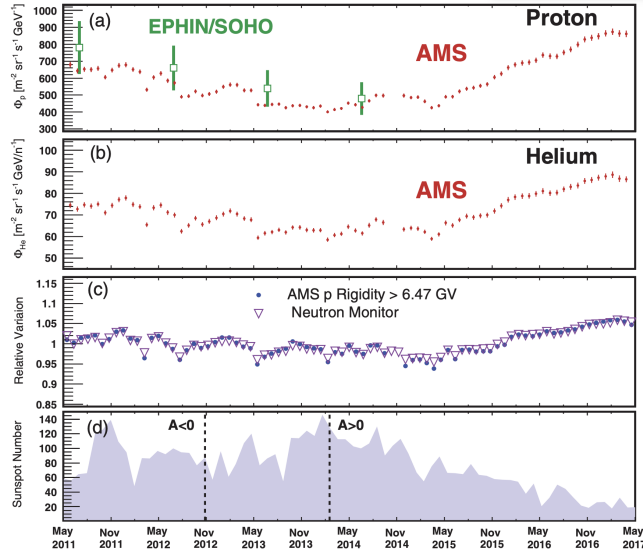 (a)
EPHIN/SOHO
Proton
AMS
Φp [m⁻² sr⁻¹ s⁻¹ GeV⁻¹]
1000
900
800
700
600
500
400
300
(b)
Helium
AMS
ΦHe [m⁻² sr⁻¹ s⁻¹ GeV/n⁻¹]
100
90
80
70
60
50
(c)
AMS p Rigidity > 6.47 GV
Neutron Monitor
Relative Variaion
1.15
1.1
1.05
1
0.95
0.9
0.85
(d)
A<0
A>0
Sunspot Number
140
120
100
80
60
40
20
May Nov May Nov May Nov May Nov May Nov May Nov May
2011 2011 2012 2012 2013 2013 2014 2014 2015 2015 2016 2016 2017